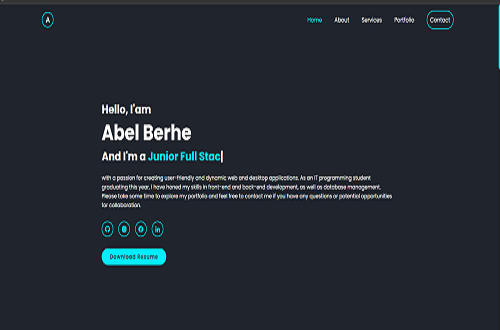 A
Home About Services Portfolio Contact
Hello, I'am
Abel Berhe
And I'm a Junior Full Stac
with a passion for creating user-friendly and dynamic web and desktop applications. As an IT programming student
graduating this year, I have honed my skills in front-end and back-end development, as well as database management.
Please take some time to explore my portfolio and feel free to contact me if you have any questions or potential opportunities
for collaboration.
Download Resume